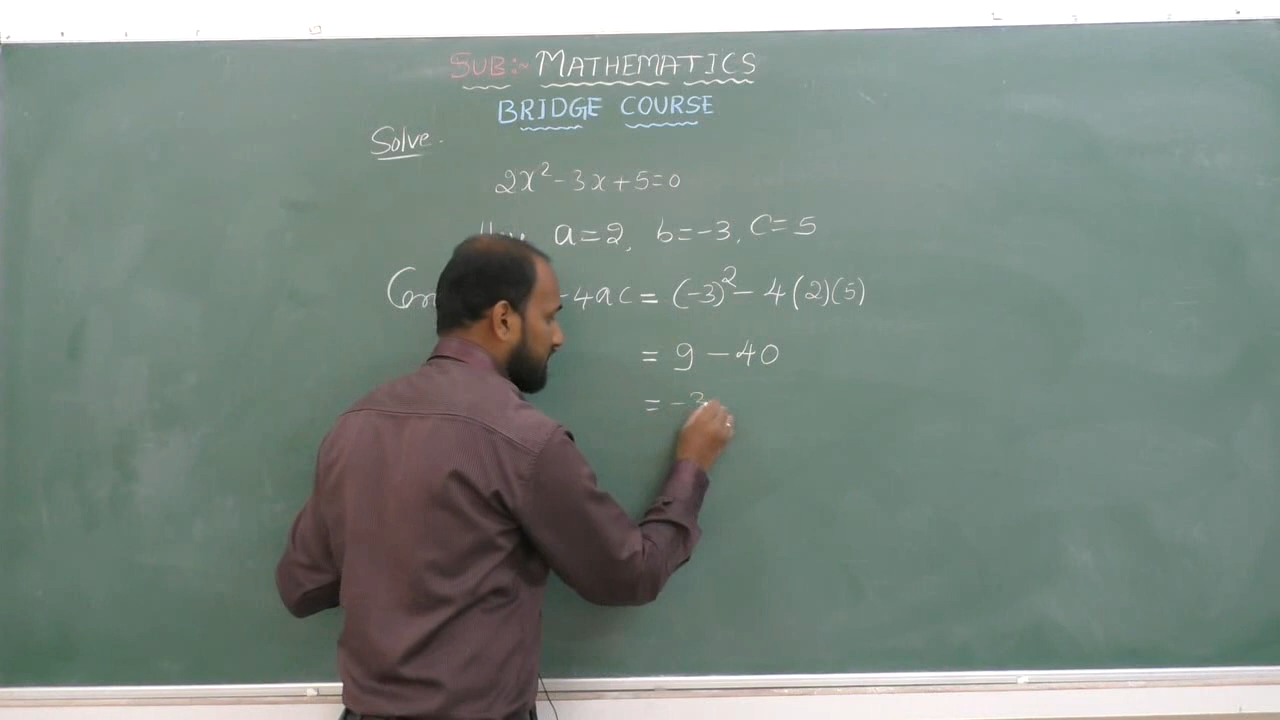 SUB:- MATHEMATICS
BRIDGE COURSE
Solve.
2x²-3x+5=0
a=2, b=-3, c=5
-4ac = (-3)² - 4(2)(5)
= 9 - 40
= -3